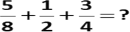 5/8 + 1/2 + 3/4 = ?